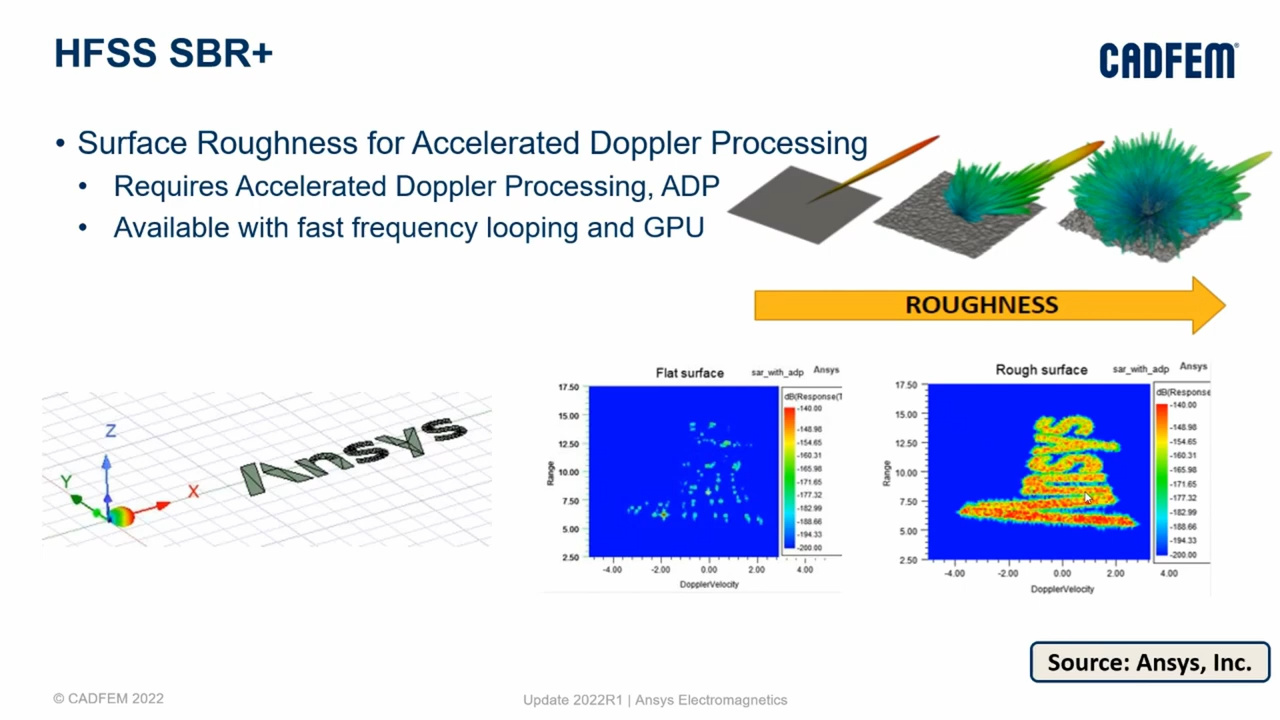 HFSS SBR+
CADFEM
• Surface Roughness for Accelerated Doppler Processing
• Requires Accelerated Doppler Processing, ADP
• Available with fast frequency looping and GPU
ROUGHNESS
Z
Y
X
Ansys
Flat surface
sar_with_adp
Ansys
dB(Response(T
-140.00
-148.98
-154.65
-160.31
-165.98
-171.65
-177.32
-182.99
-188.66
-194.33
-200.00
Range
17.50
15.00
12.50
10.00
7.50
5.00
2.50
-4.00 -2.00 0.00 2.00 4.00
DopplerVelocity
Rough surface
sar_with_adp
Ansys
dB(Response
-140.00
-148.98
-154.65
-160.31
-165.98
-171.65
-177.32
-182.99
-188.66
-194.33
-200.00
Range
17.50
15.00
12.50
10.00
7.50
5.00
2.50
Ansys
-4.00 -2.00 0.00 2.00 4.00
DopplerVelocity
Source: Ansys, Inc.
© CADFEM 2022
Update 2022R1 | Ansys Electromagnetics